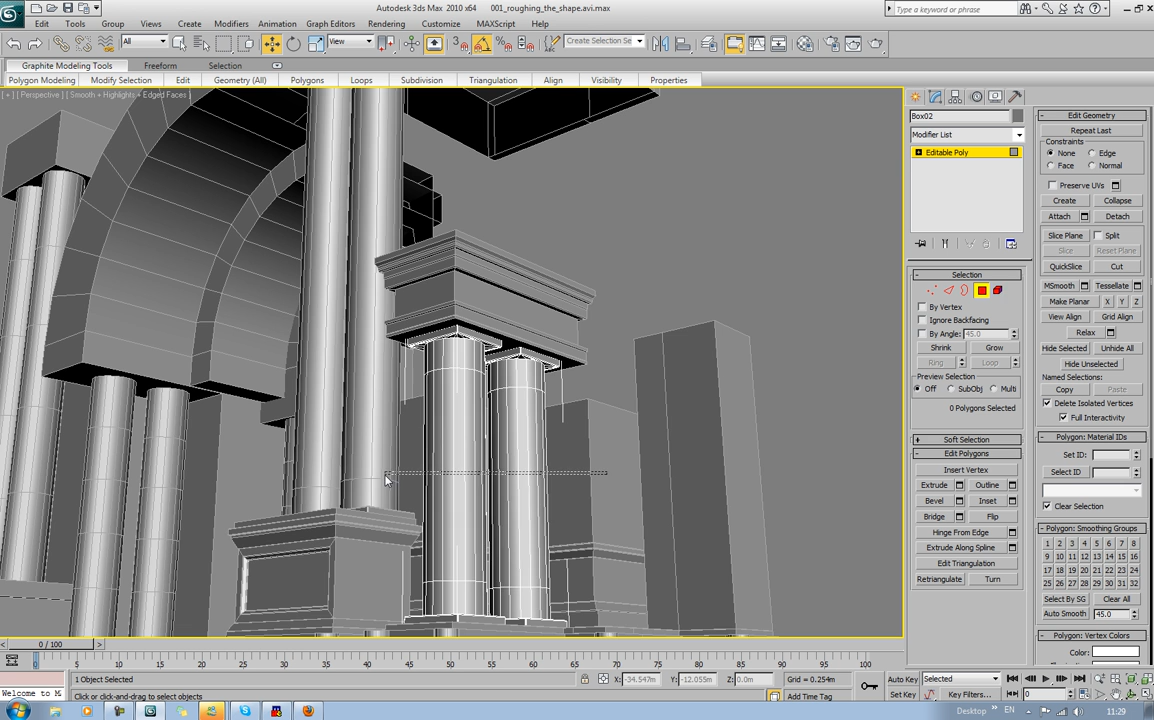 Autodesk 3ds Max 2010 x64 001_roughing_the_shape.avi.max
Type a keyword or phrase
Edit Tools Group Views Create Modifiers Animation Graph Editors Rendering Customize MAXScript Help
All View Create Selection Se
Graphite Modeling Tools Freeform Selection
Polygon Modeling Modify Selection Edit Geometry (All) Polygons Loops Subdivision Triangulation Align Visibility Properties
[ + ] [ Perspective ] [ Smooth + Highlights + Edged Faces ]
Box02
Modifier List
Editable Poly
Selection
By Vertex
Ignore Backfacing
By Angle: 45.0
Shrink Grow
Ring Loop
Preview Selection
Off SubObj Multi
0 Polygons Selected
Soft Selection
Edit Polygons
Insert Vertex
Extrude Outline
Bevel Inset
Bridge Flip
Hinge From Edge
Extrude Along Spline
Edit Triangulation
Retriangulate Turn
Edit Geometry
Repeat Last
Constraints
None Edge
Face Normal
Preserve UVs
Create Collapse
Attach Detach
Slice Plane Split
Slice Reset Plane
QuickSlice Cut
MSmooth Tessellate
Make Planar X Y Z
View Align Grid Align
Relax
Hide Selected Unhide All
Hide Unselected
Named Selections:
Copy Paste
Delete Isolated Vertices
Full Interactivity
Polygon: Material IDs
Set ID:
Select ID
Clear Selection
Polygon: Smoothing Groups
1 2 3 4 5 6 7 8
9 10 11 12 13 14 15 16
17 18 19 20 21 22 23 24
25 26 27 28 29 30 31 32
Select By SG Clear All
Auto Smooth 45.0
Polygon: Vertex Colors
Color:
0 / 100
0 5 10 15 20 25 30 35 40 45 50 55 60 65 70 75 80 85 90 95 100
1 Object Selected X: -34.547m Y: -12.055m Z: 0.0m Grid = 0.254m Auto Key Selected
Welcome to M Click or click-and-drag to select objects Add Time Tag Set Key Key Filters... 0
Desktop EN 11:29